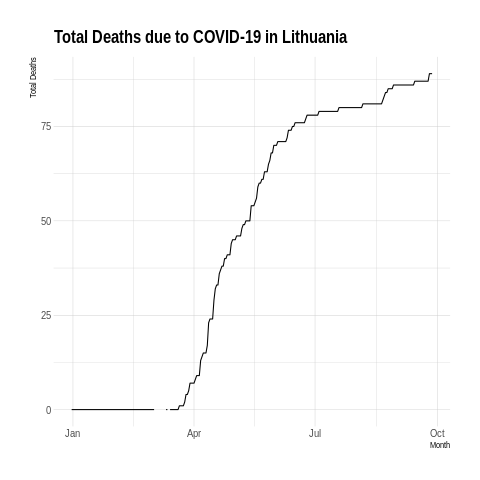 Total Deaths due to COVID-19 in Lithuania
Total Deaths
75
50
25
0
Jan Apr Jul Oct
Month